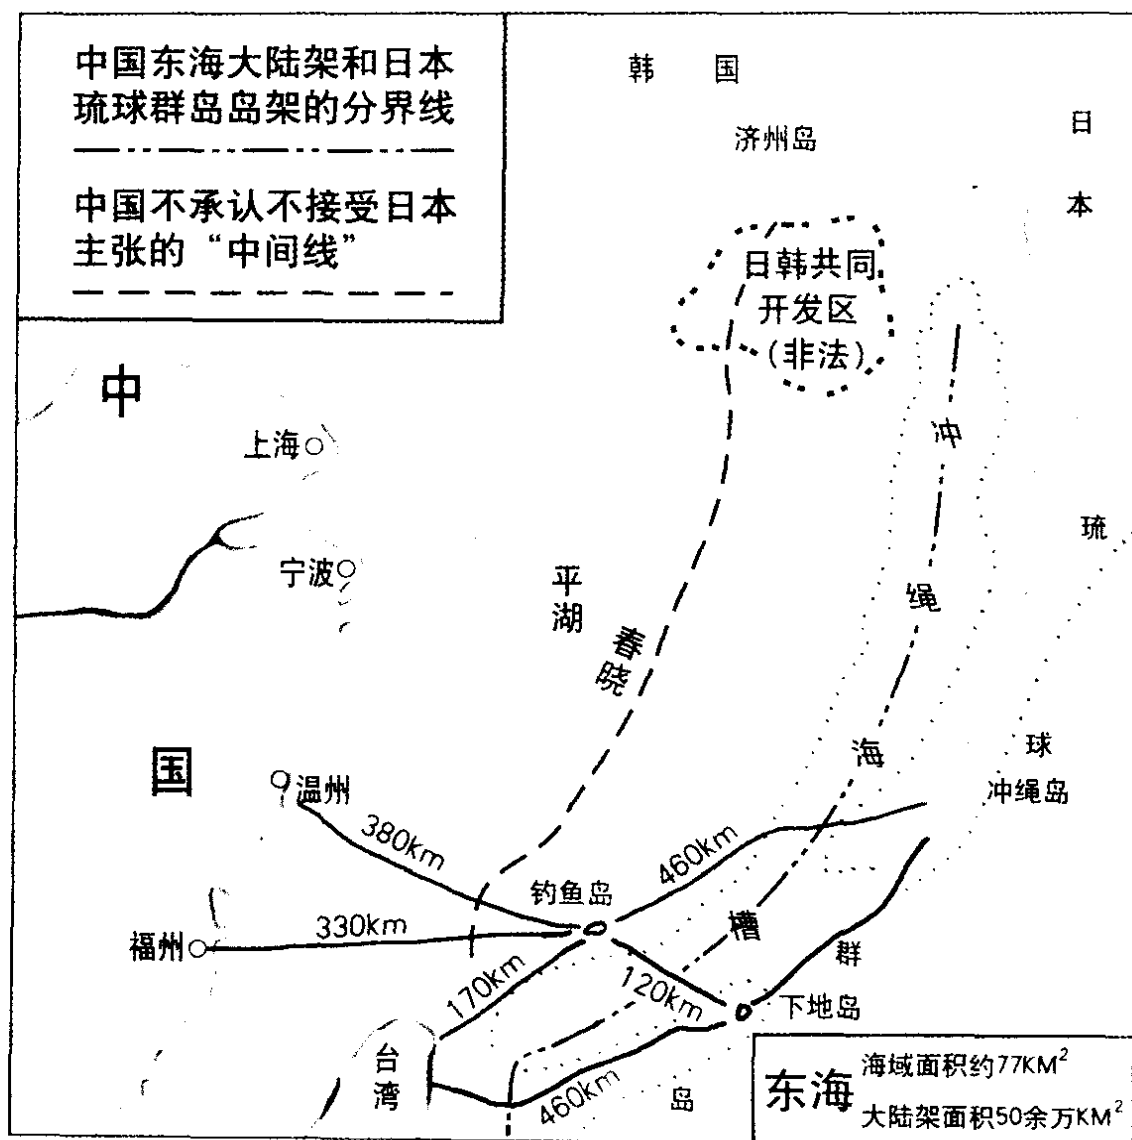 中国东海大陆架和日本
琉球群岛岛架的分界线
中国不承认不接受日本
主张的“中间线”
韩 国
济州岛
日
本
日韩共同
开发区
(非法)
中
国
上海
宁波
平
湖
春
晓
冲
绳
海
槽
琉
球
群
岛
冲绳岛
温州
380km
460km
钓鱼岛
福州
330km
170km
120km
下地岛
台
湾
460km
东海
海域面积约77KM²
大陆架面积50余万KM²